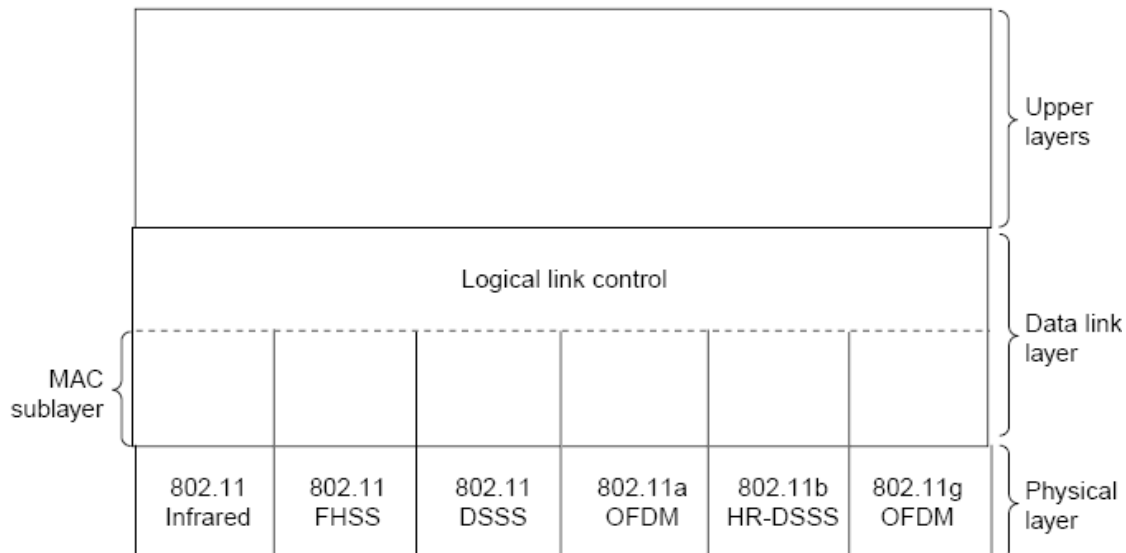 Upper
layers
Logical link control
Data link
layer
MAC
sublayer
802.11
Infrared
802.11
FHSS
802.11
DSSS
802.11a
OFDM
802.11b
HR-DSSS
802.11g
OFDM
Physical
layer